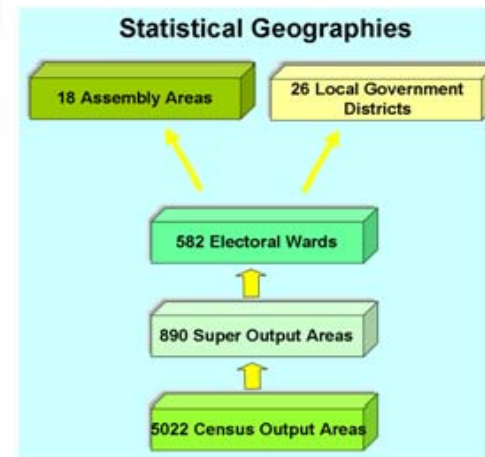 Statistical Geographies
18 Assembly Areas
26 Local Government
Districts
582 Electoral Wards
890 Super Output Areas
5022 Census Output Areas